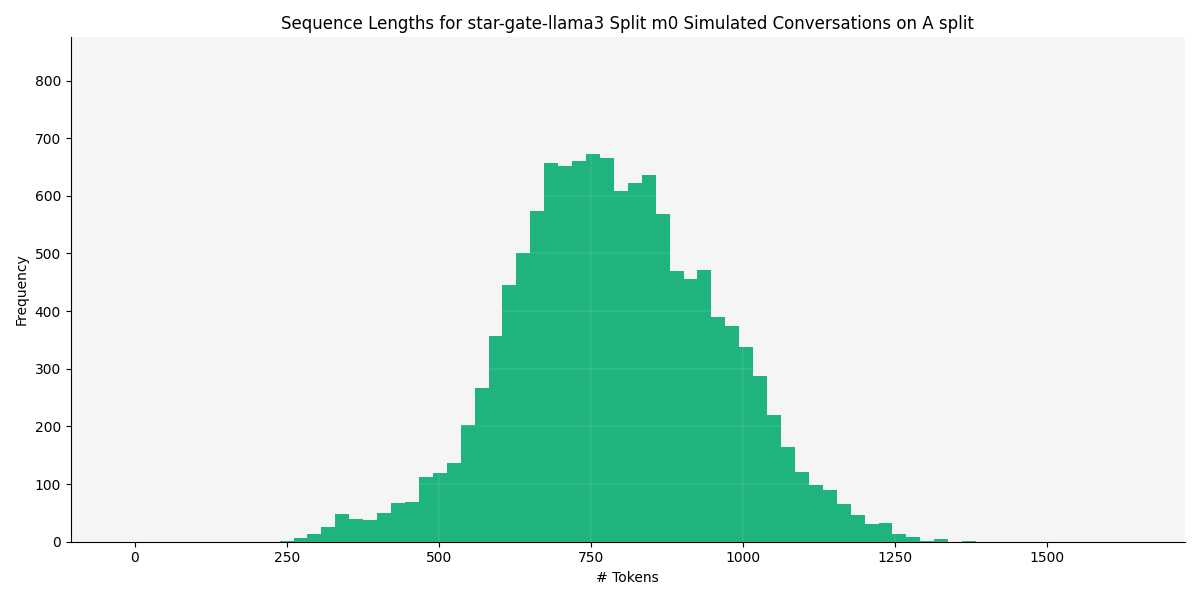 Sequence Lengths for star-gate-llama3 Split m0 Simulated Conversations on A split
800
700
600
500
400
300
200
100
0
Frequency
0 250 500 750 1000 1250 1500
# Tokens